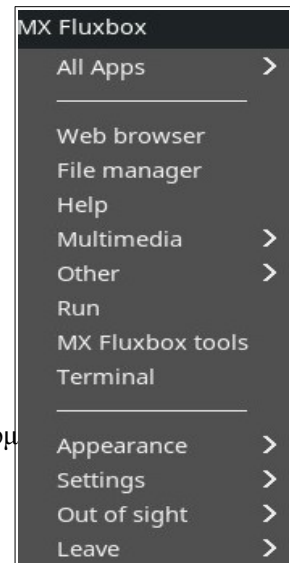 MX Fluxbox
All Apps
Web browser
File manager
Help
Multimedia
Other
Run
MX Fluxbox tools
Terminal
ομ
Appearance
Settings
Out of sight
Leave